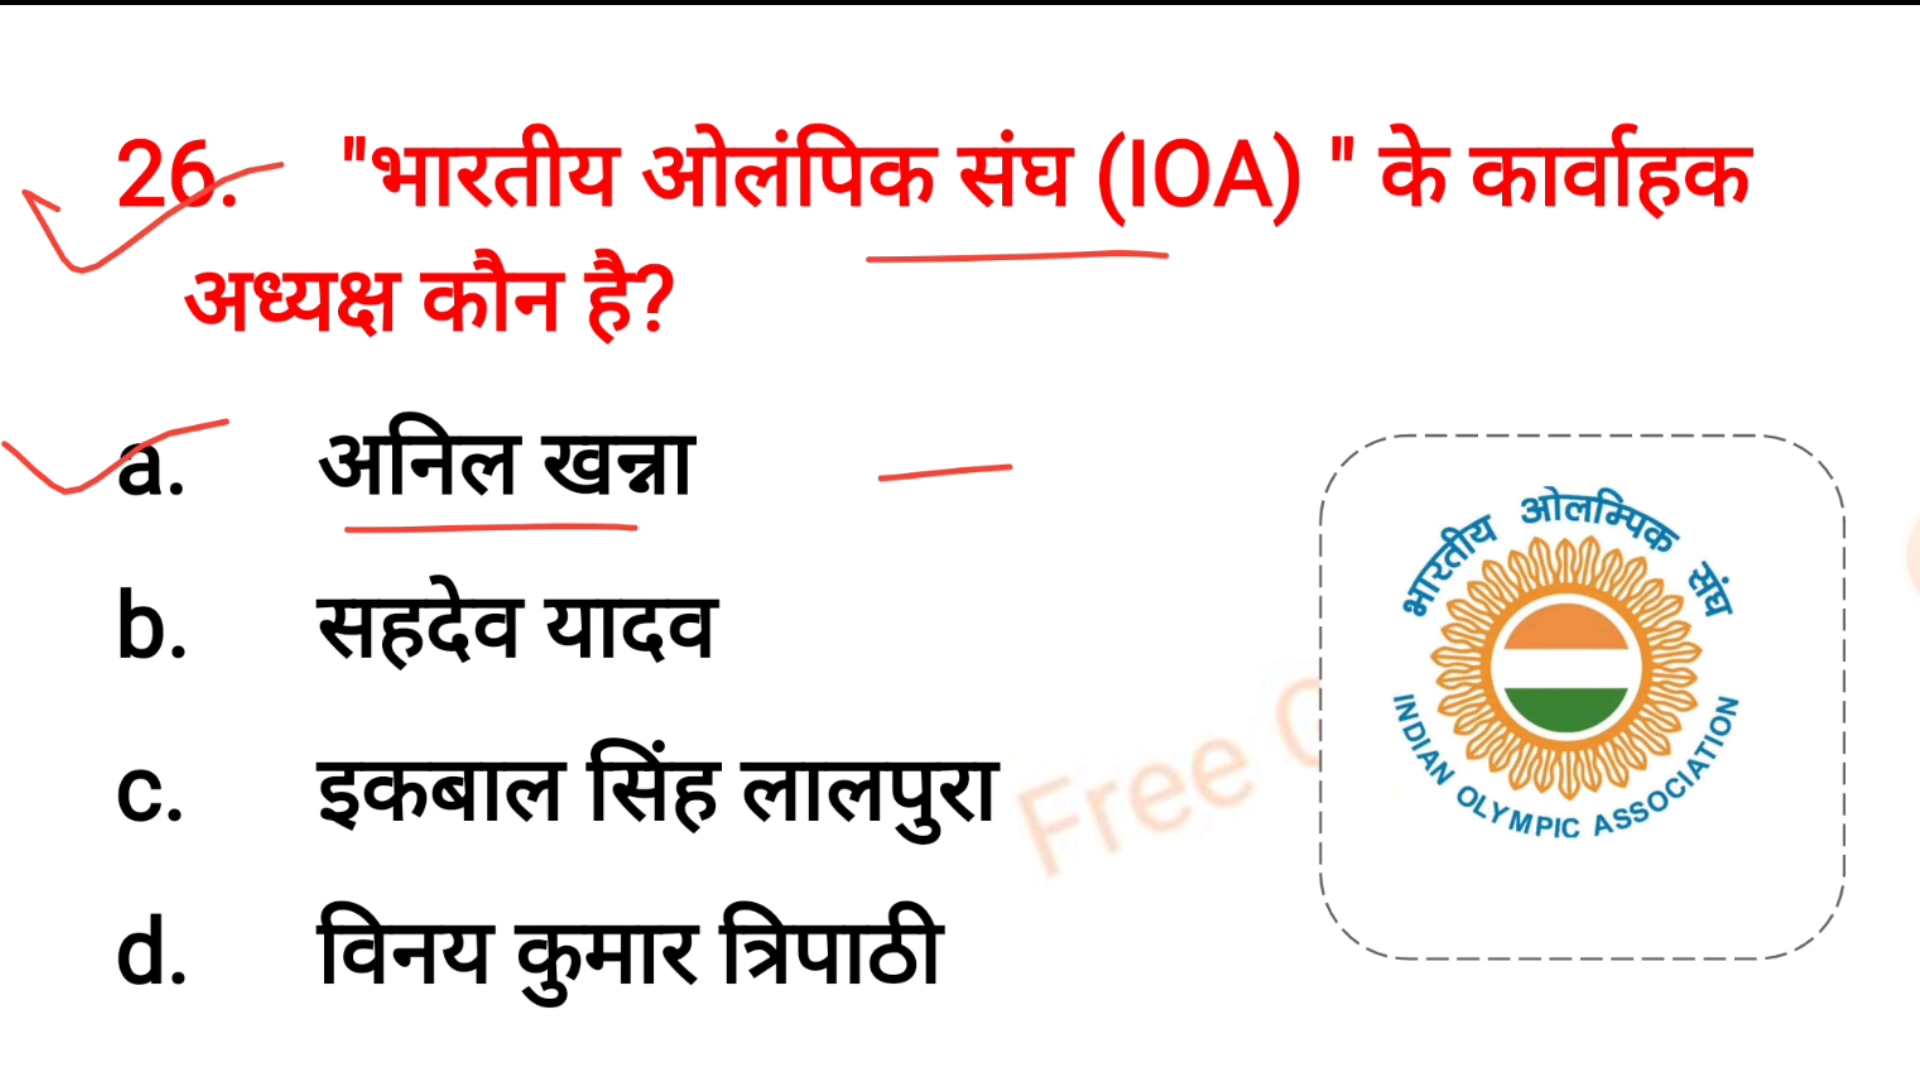 26. "भारतीय ओलंपिक संघ (IOA) " के कार्वाहक
अध्यक्ष कौन है?
a. अनिल खन्ना
b. सहदेव यादव
c. इकबाल सिंह लालपुरा
d. विनय कुमार त्रिपाठी
भारतीय ओलम्पिक संघ
INDIAN OLYMPIC ASSOCIATION
Free